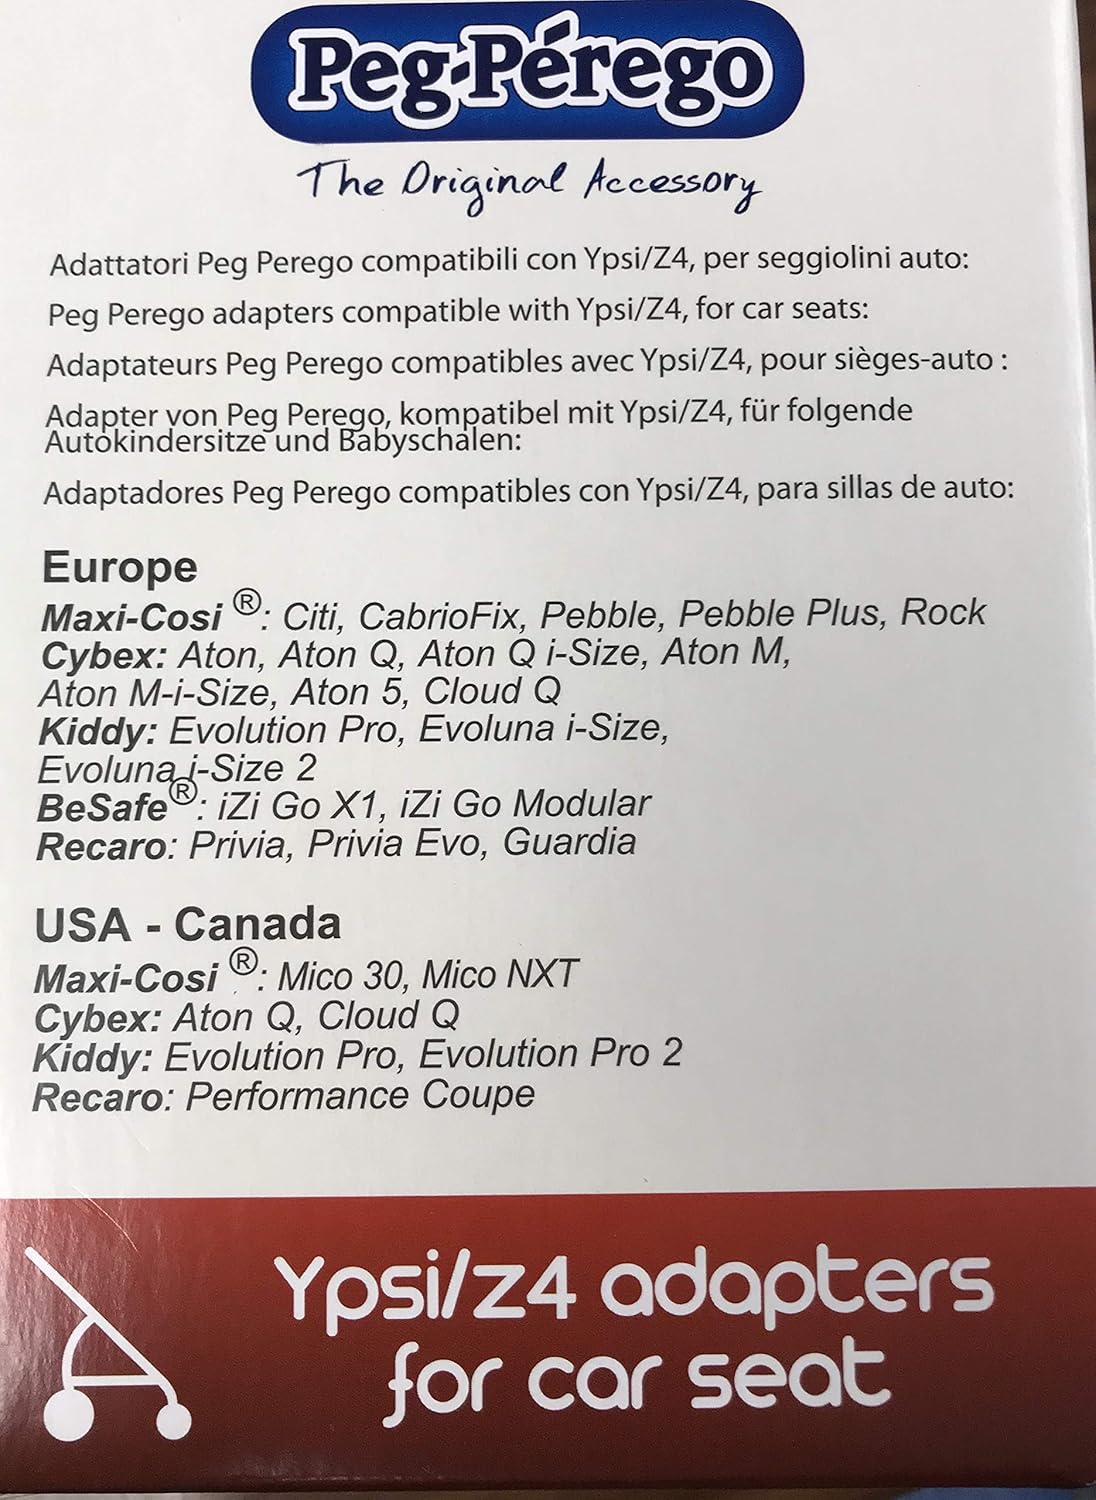 Peg-Pérego
The Original Accessory
Adattatori Peg Perego compatibili con Ypsi/Z4, per seggiolini auto:
Peg Perego adapters compatible with Ypsi/Z4, for car seats:
Adaptateurs Peg Perego compatibles avec Ypsi/Z4, pour sièges-auto :
Adapter von Peg Perego, kompatibel mit Ypsi/Z4, für folgende
Autokindersitze und Babyschalen:
Adaptadores Peg Perego compatibles con Ypsi/Z4, para sillas de auto:
Europe
Maxi-Cosi ®: Citi, CabrioFix, Pebble, Pebble Plus, Rock
Cybex: Aton, Aton Q, Aton Q i-Size, Aton M,
Aton M-i-Size, Aton 5, Cloud Q
Kiddy: Evolution Pro, Evoluna i-Size,
Evoluna i-Size 2
BeSafe®: iZi Go X1, iZi Go Modular
Recaro: Privia, Privia Evo, Guardia
USA - Canada
Maxi-Cosi ®: Mico 30, Mico NXT
Cybex: Aton Q, Cloud Q
Kiddy: Evolution Pro, Evolution Pro 2
Recaro: Performance Coupe
Ypsi/z4 adapters
for car seat